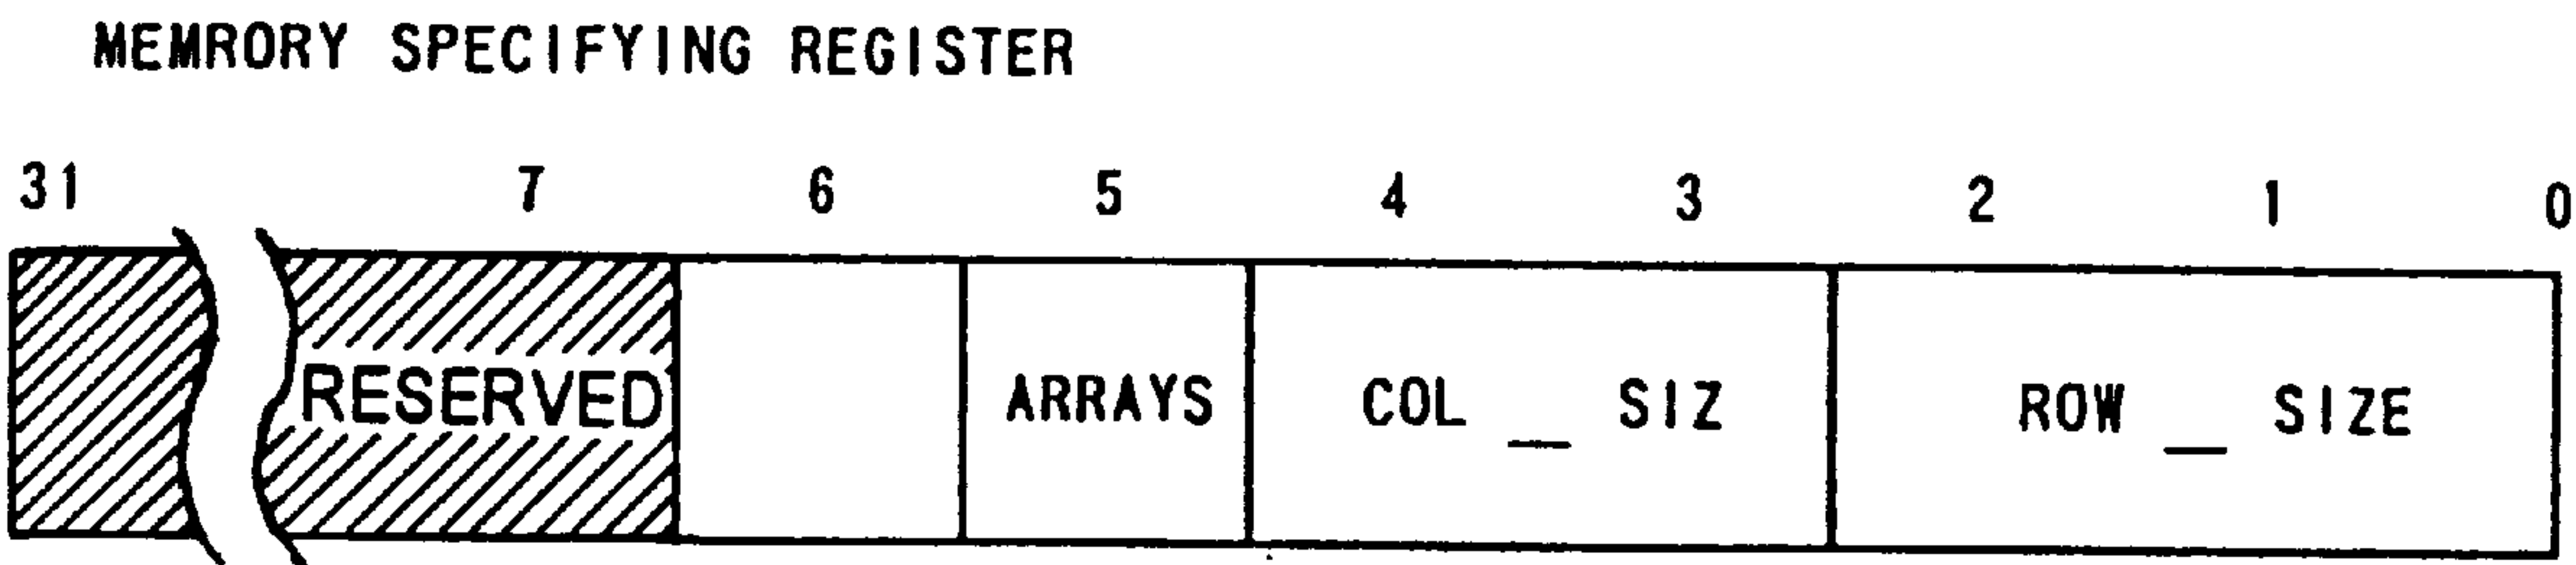 MEMRORY SPECIFYING REGISTER
31 7 6 5 4 3 2 1 0
RESERVED ARRAYS COL _ SIZ ROW _ SIZE